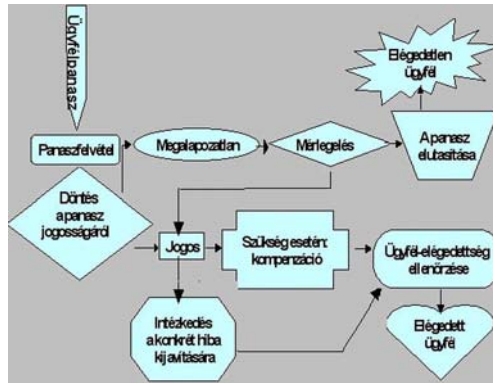 Ügyfélpanasz
Elégedetlen
ügyfél
Panaszfelvétel
Megalapozatlan
Mérlegelés
A panasz
elutasítása
Döntés
a panasz
jogosságáról
Jogos
Szükség esetén:
kompenzáció
Ügyfél-elégedettség
ellenőrzése
Intézkedés
a konkrét hiba
kijavítására
Elégedett
ügyfél